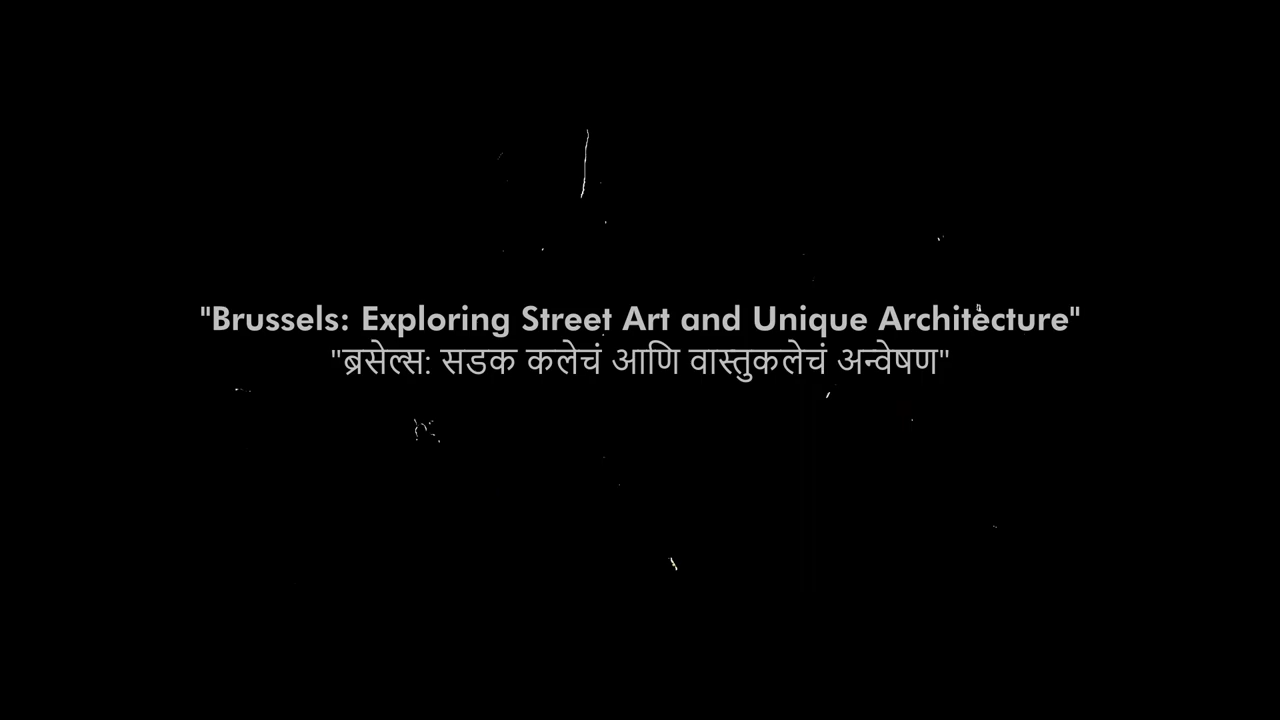 "Brussels: Exploring Street Art and Unique Architecture"
"ब्रसेल्स: सडक कलेचं आणि वास्तुकलेचं अन्वेषण"